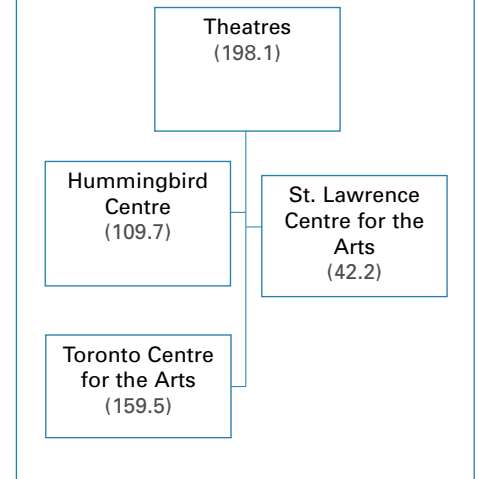 Theatres
(198.1)
Hummingbird
Centre
(109.7)
St. Lawrence
Centre for the
Arts
(42.2)
Toronto Centre
for the Arts
(159.5)